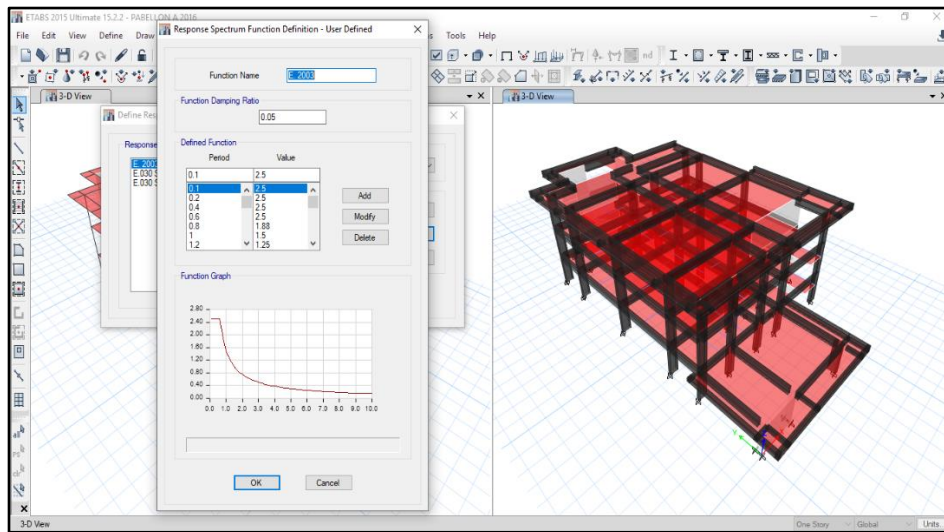 ETABS 2015 Ultimate 15.2.2 - PABELLON A 2016
File Edit View Define Draw
s Tools Help
nd
3-D View
3-D View
Define Res
Response
E. 2003
E.030 S
E.030 S
Response Spectrum Function Definition - User Defined
Function Name
E. 2003
Function Damping Ratio
0.05
Defined Function
Period Value
0.1 2.5
0.1 2.5
0.2 2.5
0.4 2.5
0.6 2.5
0.8 1.88
1 1.5
1.2 1.25
Add
Modify
Delete
Function Graph
2.80
2.40
2.00
1.60
1.20
0.80
0.40
0.00
0.0 1.0 2.0 3.0 4.0 5.0 6.0 7.0 8.0 9.0 10.0
OK Cancel
Y
3-D View
One Story Global Units...